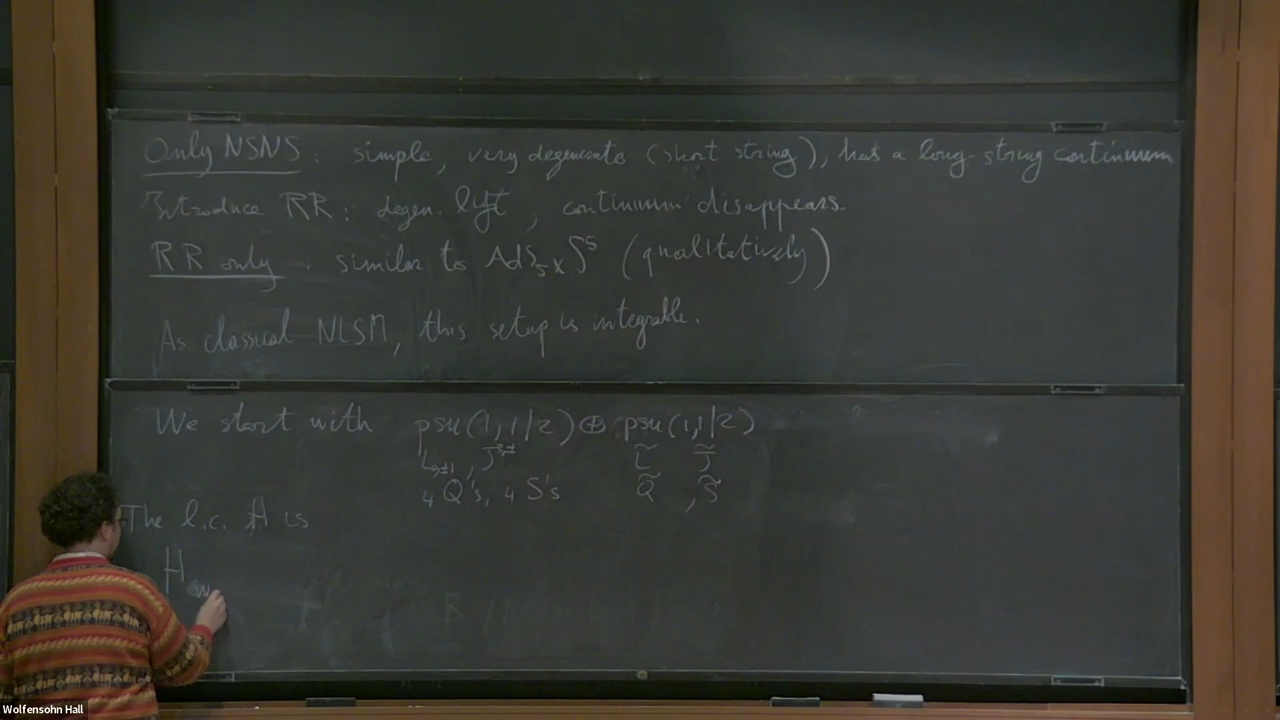 Only NSNS: simple, very degenerate (short string), has a long-string continuum
Introduce RR: degen. lift, continuum disappears.
RR only: similar to AdS₅ × S⁵ (qualitatively)
As classical NLSM, this setup is integrable.
We start with psu(1,1/2) ⊕ psu(1,1/2)
L₀,±₁, J³,± L̃ J̃
4 Q's, 4 S's Q̃, S̃
The l.c. H is
H
Wolfensohn Hall